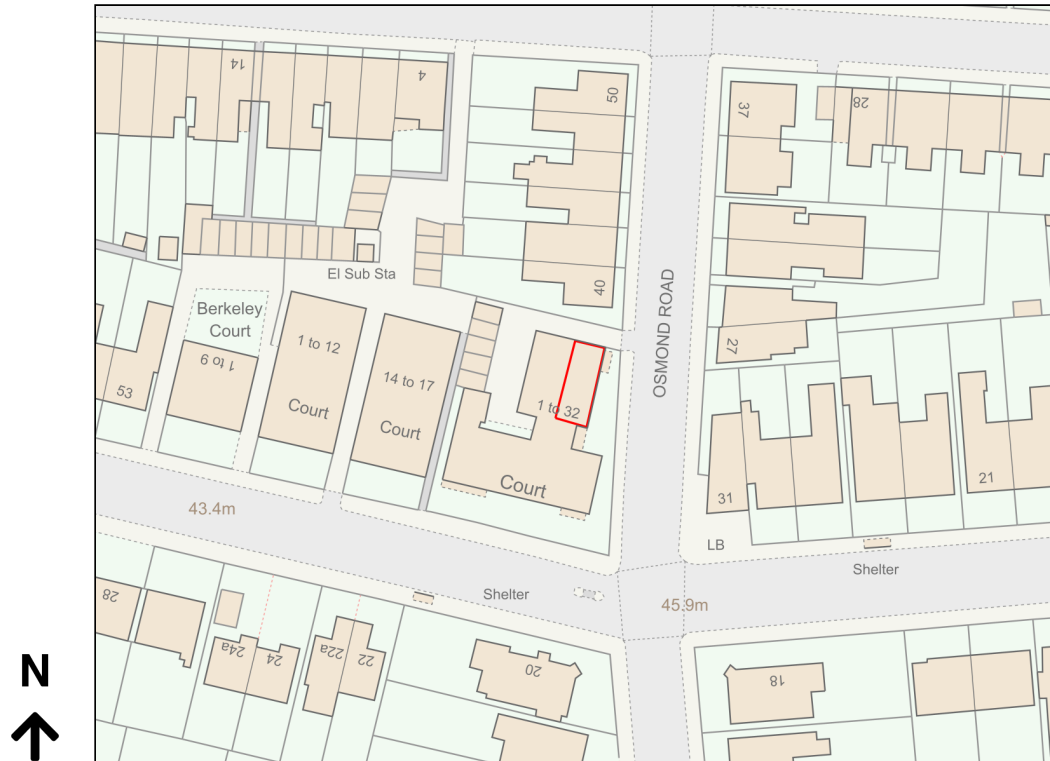 14
4
50
37
28
El Sub Sta
OSMOND ROAD
40
Berkeley
Court
1 to 12
1 to 9
14 to 17
27
53
Court
1 to 32
Court
Court
31
21
43.4m
LB
Shelter
Shelter
45.9m
28
24a
24
22a
22
20
18
N